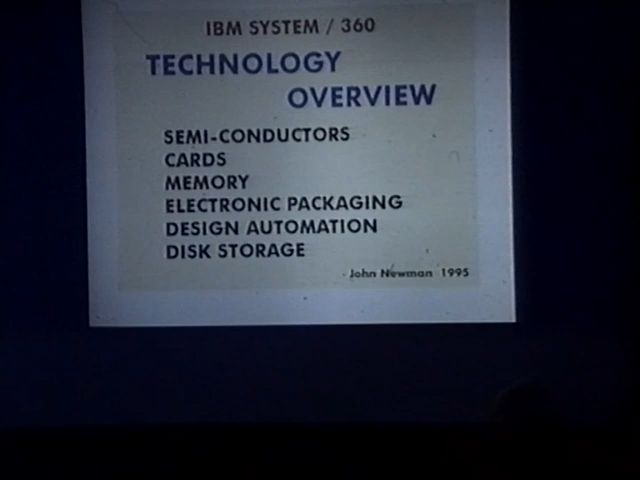 IBM SYSTEM / 360
TECHNOLOGY
OVERVIEW
SEMI-CONDUCTORS
CARDS
MEMORY
ELECTRONIC PACKAGING
DESIGN AUTOMATION
DISK STORAGE
John Newman 1995